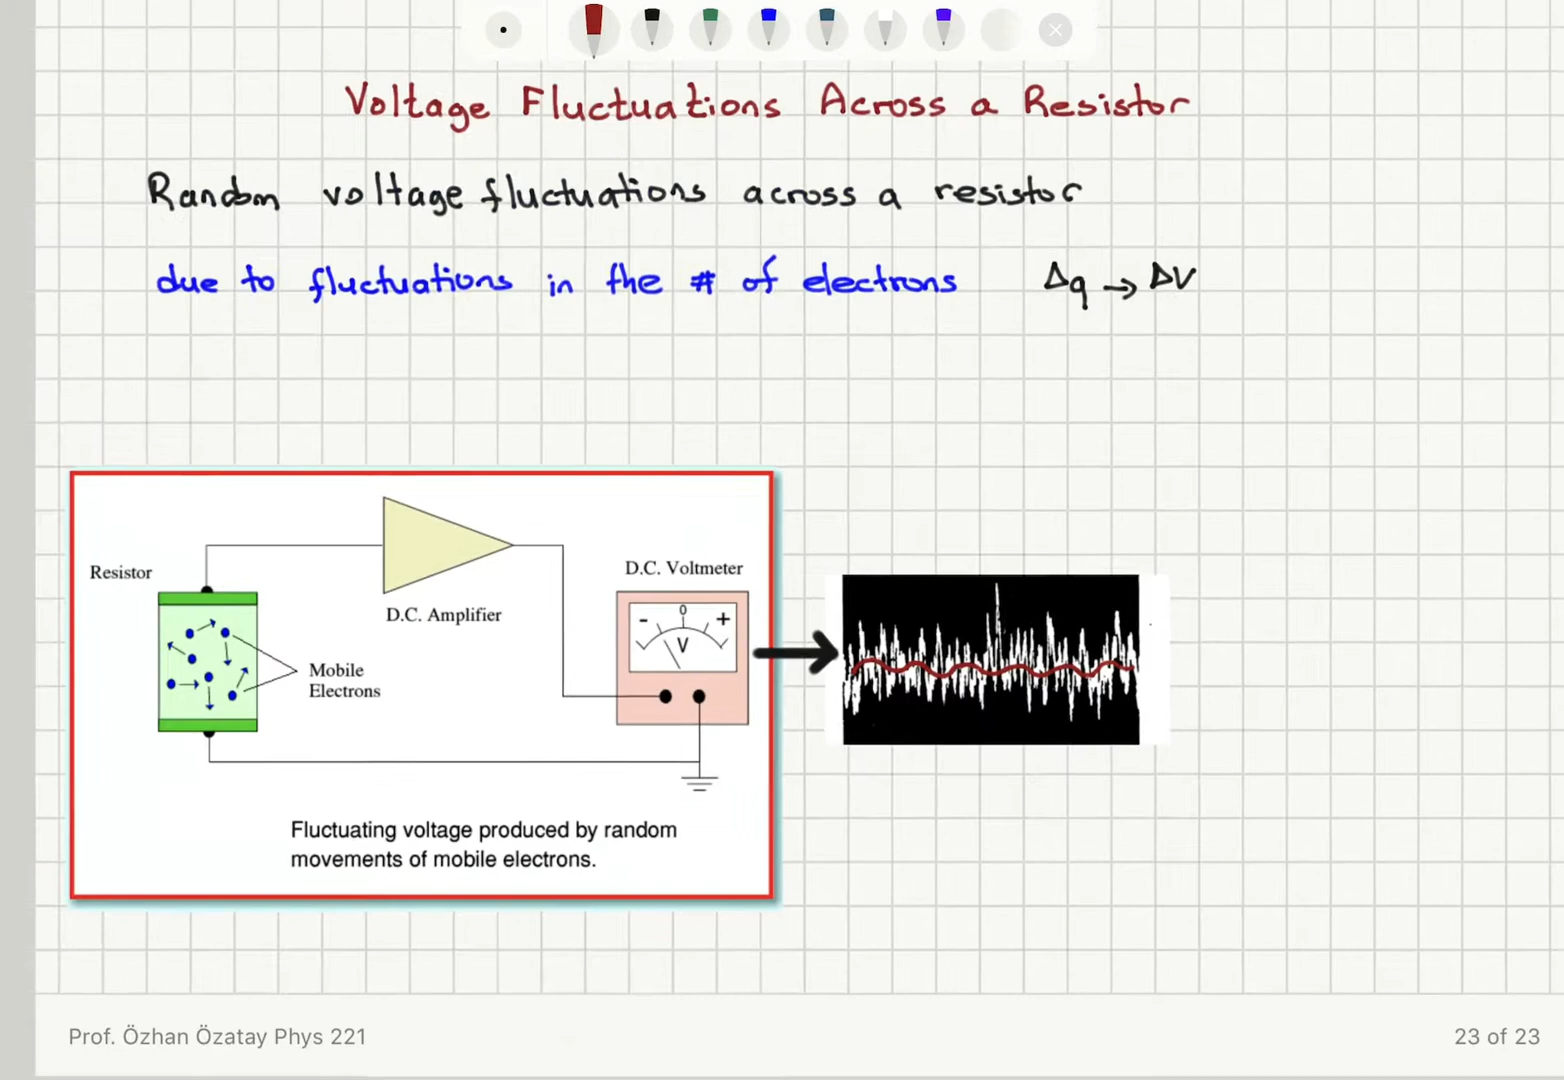 Voltage Fluctuations Across a Resistor
Random voltage fluctuations across a resistor
due to fluctuations in the # of electrons Δq → ΔV
Resistor
D.C. Amplifier
D.C. Voltmeter
- 0 +
V
Mobile
Electrons
Fluctuating voltage produced by random
movements of mobile electrons.
Prof. Özhan Özatay Phys 221
23 of 23